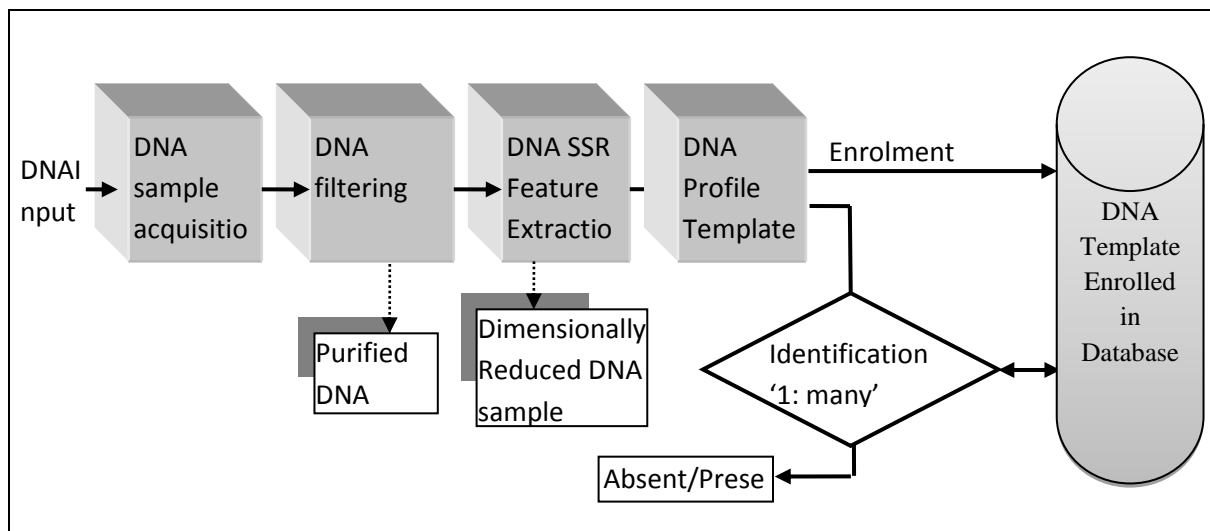 DNAI
nput
DNA
sample
acquisitio
DNA
filtering
DNA SSR
Feature
Extractio
DNA
Profile
Template
Enrolment
DNA
Template
Enrolled
in
Database
Purified
DNA
Dimensionally
Reduced DNA
sample
Identification
‘1: many’
Absent/Prese